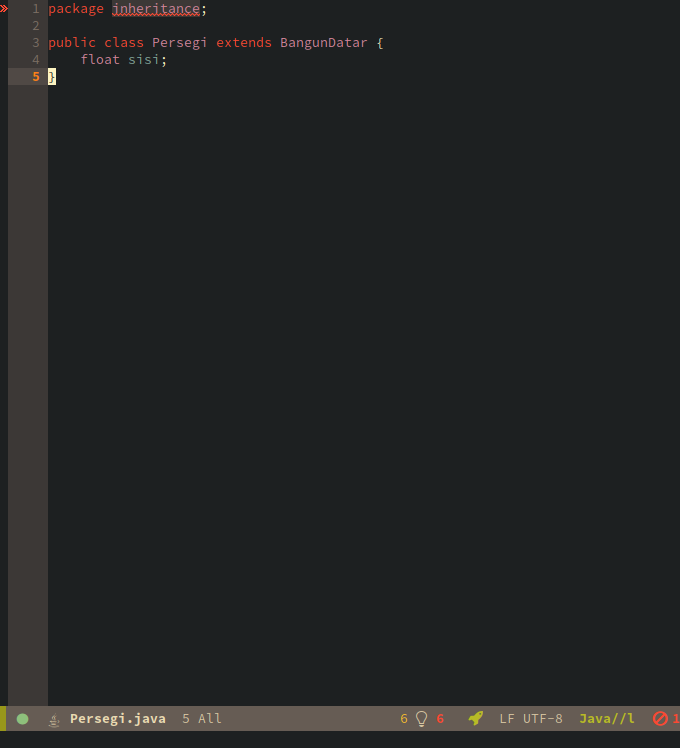 1 package inheritance;
2
3 public class Persegi extends BangunDatar {
4     float sisi;
5 }
Persegi.java 5 All 6 6 LF UTF-8 Java//l 1